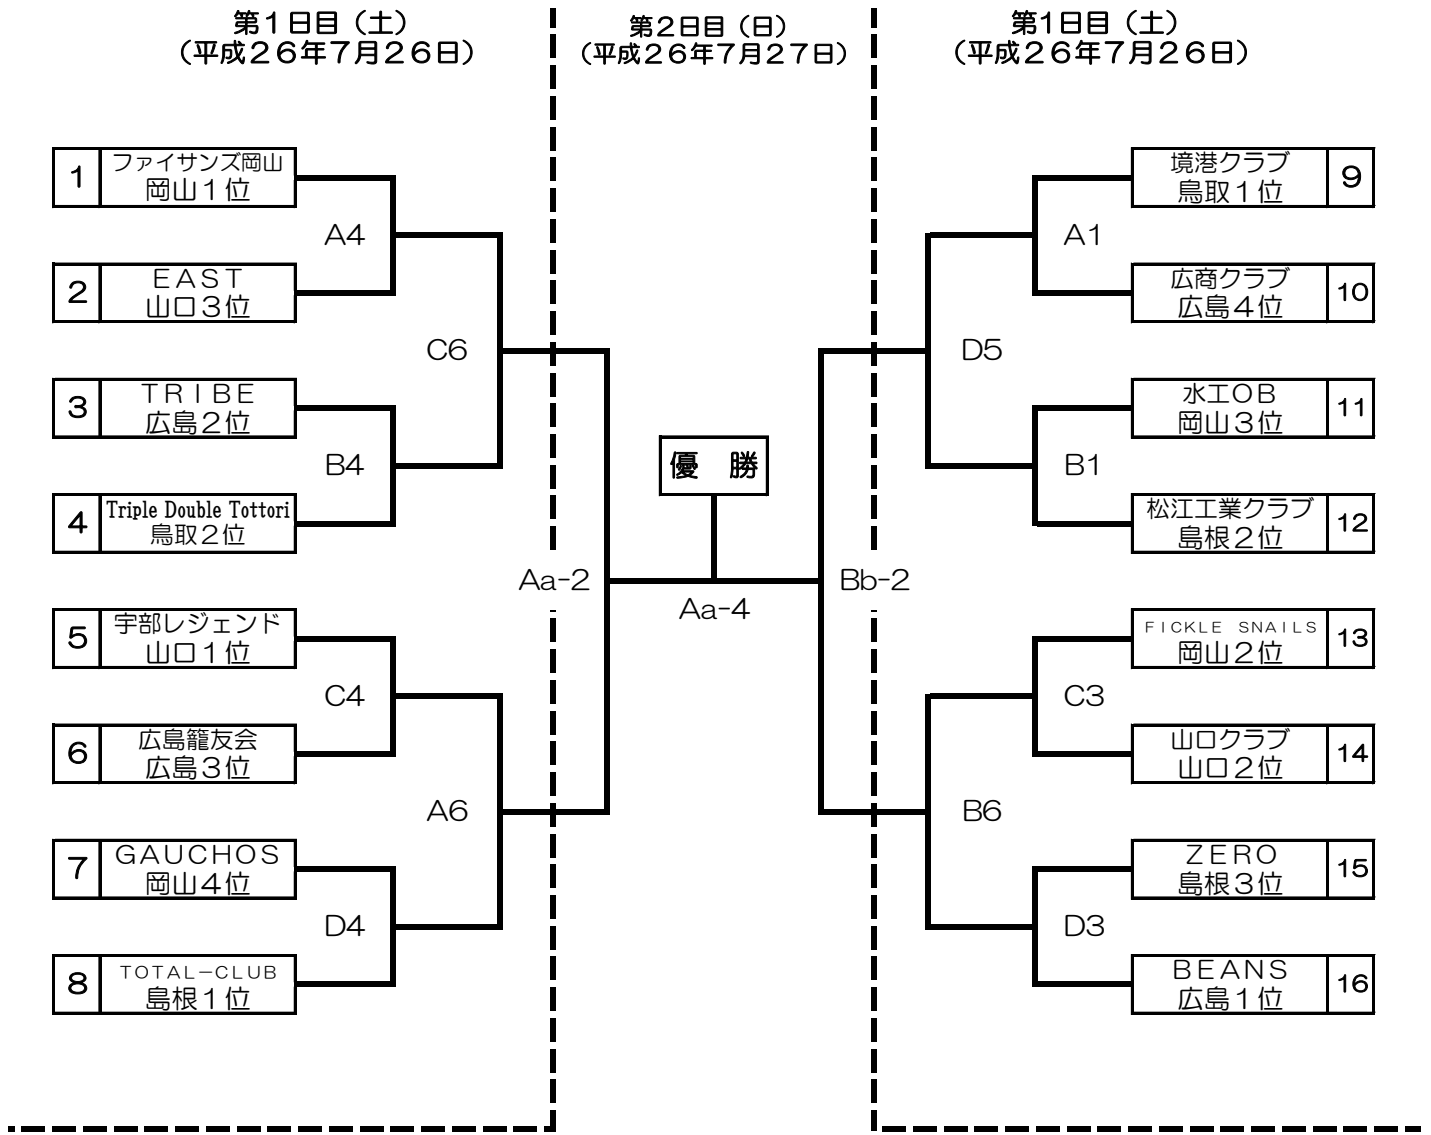 第１日目（土）
（平成２６年７月２６日）
第２日目（日）
（平成２６年７月２７日）
第１日目（土）
（平成２６年７月２６日）
1
ファイサンズ岡山
岡山１位
A4
2
ＥＡＳＴ
山口３位
C6
3
ＴＲＩＢＥ
広島２位
B4
4
Triple Double Tottori
鳥取２位
Aa-2
5
宇部レジェンド
山口１位
C4
6
広島籠友会
広島３位
A6
7
ＧＡＵＣＨＯＳ
岡山４位
D4
8
ＴＯＴＡＬ－ＣＬＵＢ
島根１位
優　勝
Aa-4
境港クラブ
鳥取１位
9
A1
広商クラブ
広島４位
10
D5
水工ＯＢ
岡山３位
11
B1
松江工業クラブ
島根２位
12
Bb-2
ＦＩＣＫＬＥ　ＳＮＡＩＬＳ
岡山２位
13
C3
山口クラブ
山口２位
14
B6
ＺＥＲＯ
島根３位
15
D3
ＢＥＡＮＳ
広島１位
16